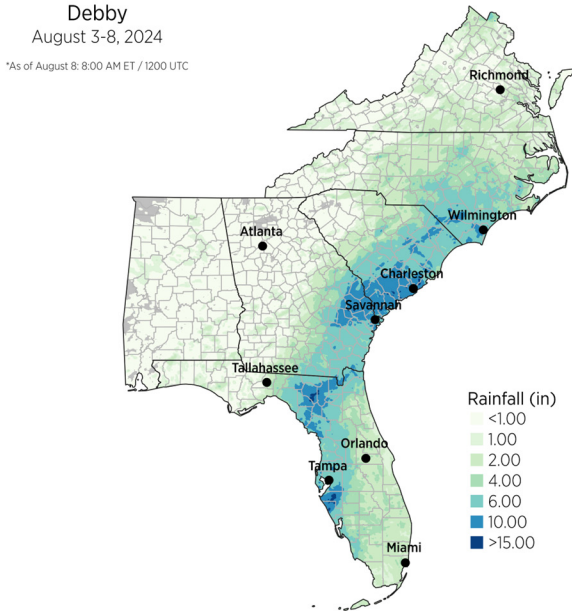 Debby
August 3-8, 2024
*As of August 8: 8:00 AM ET / 1200 UTC
Richmond
Wilmington
Atlanta
Charleston
Savannah
Tallahassee
Orlando
Tampa
Miami
Rainfall (in)
<1.00
1.00
2.00
4.00
6.00
10.00
>15.00